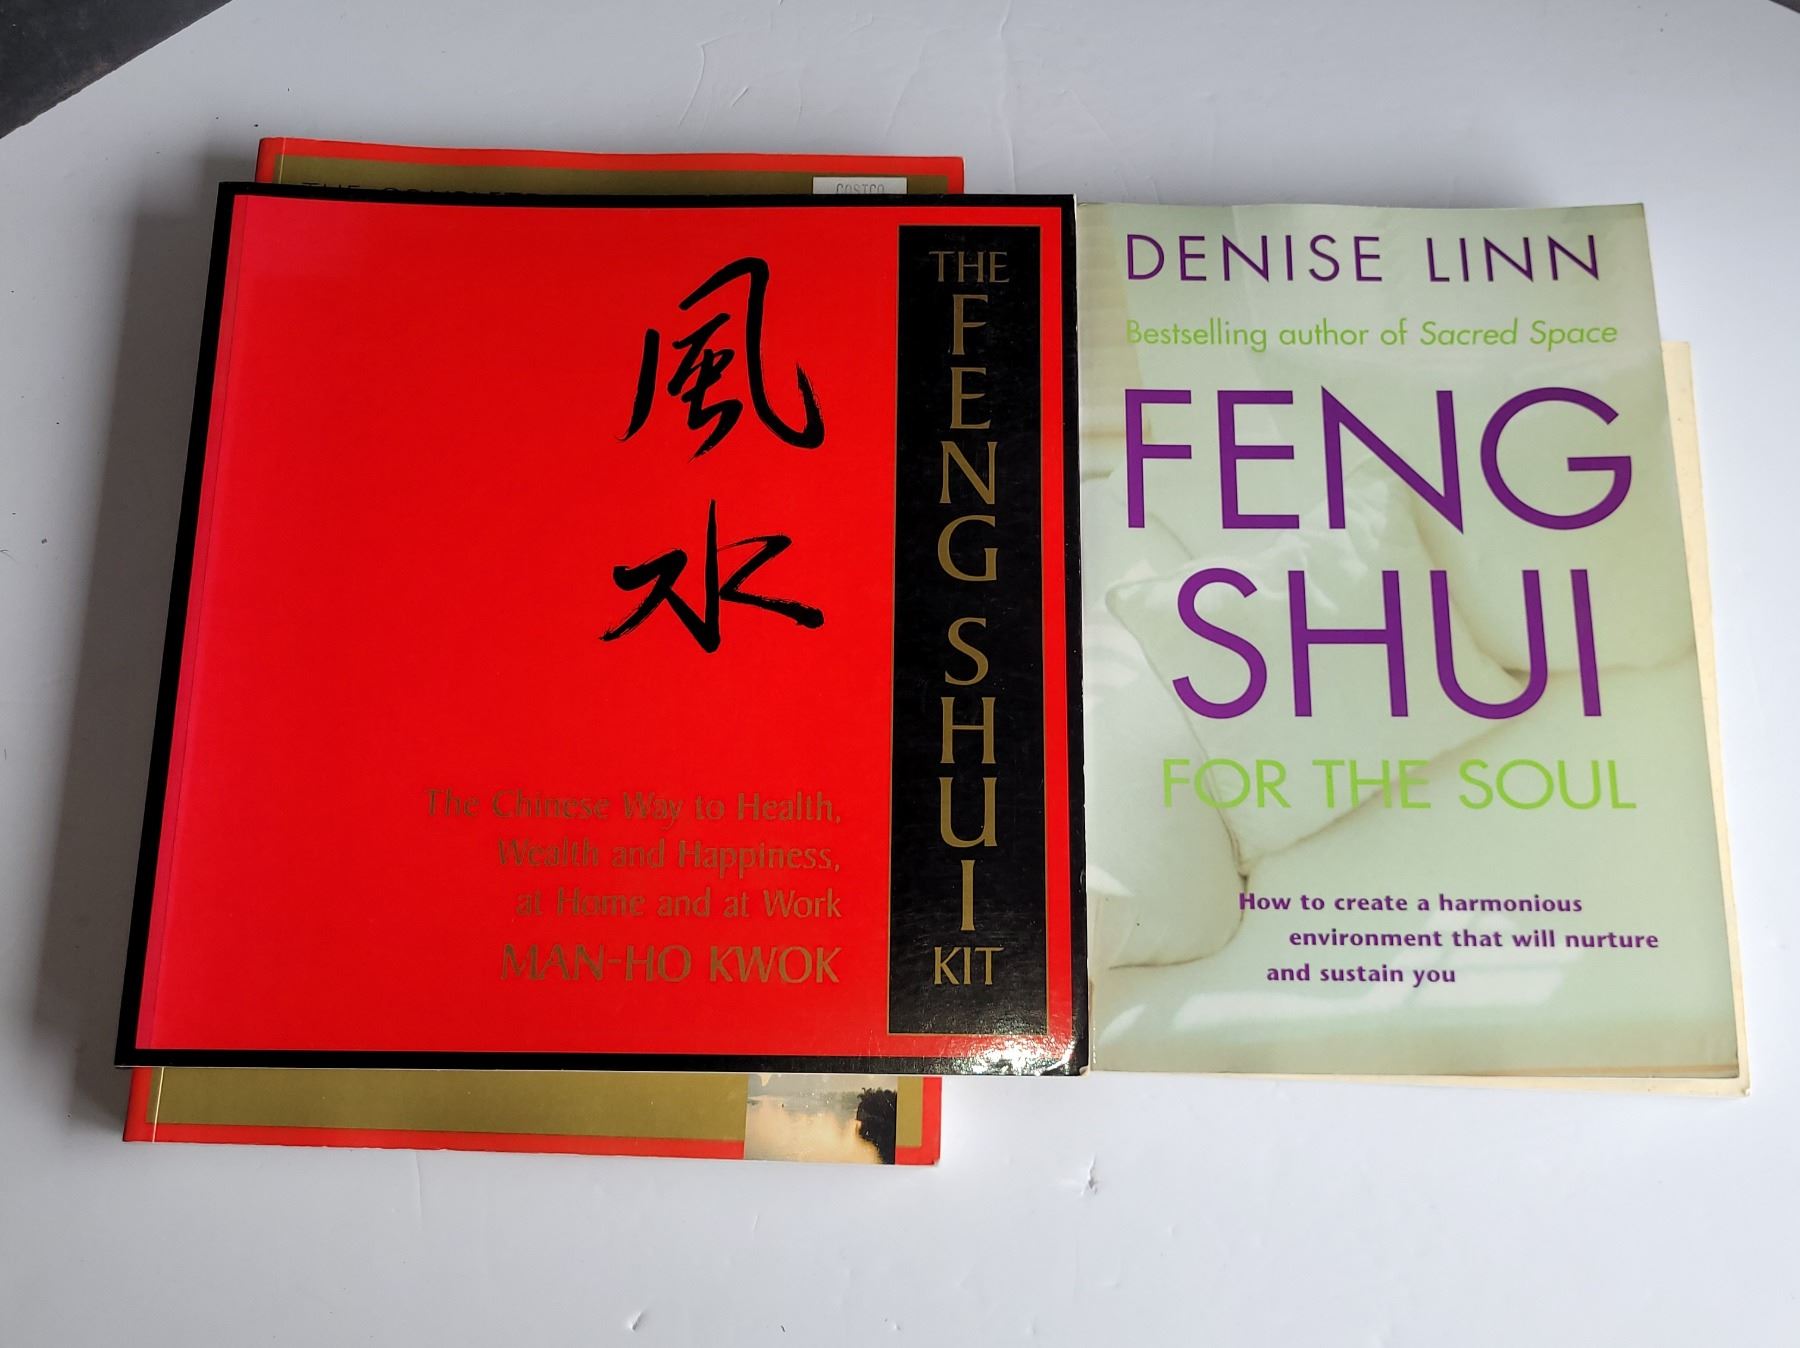 THE COMPLETE
COSTCO
風
水
The Chinese Way to Health,
Wealth and Happiness,
at Home and at Work
MAN-HO KWOK
THE
FENG SHUI
KIT
DENISE LINN
Bestselling author of Sacred Space
FENG
SHUI
FOR THE SOUL
How to create a harmonious
environment that will nurture
and sustain you